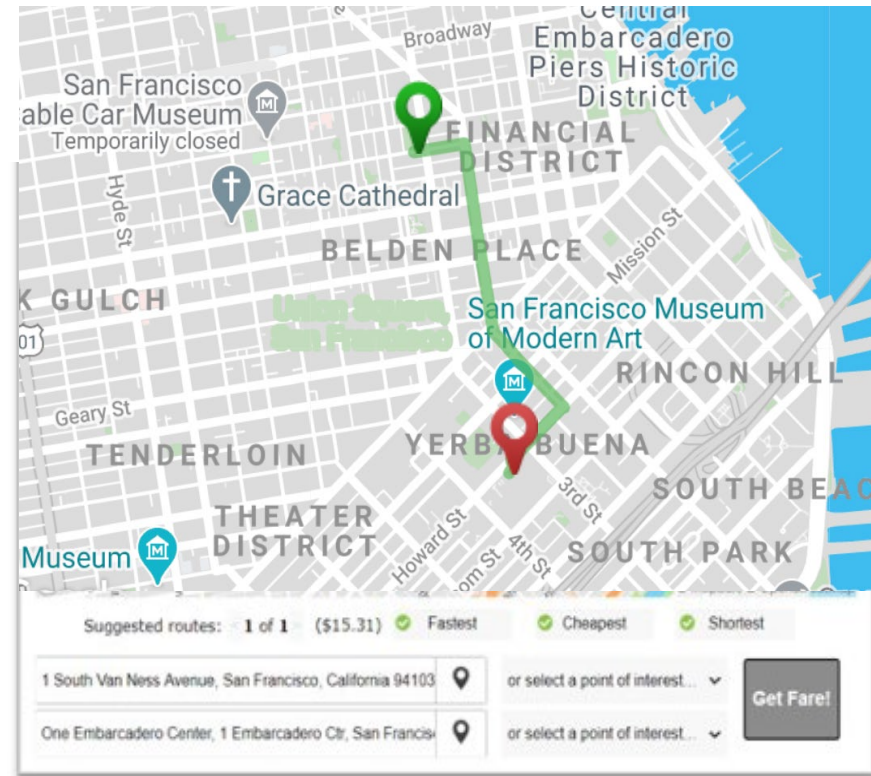 Central
Embarcadero
Piers Historic
District
Broadway
San Francisco
able Car Museum
Temporarily closed
FINANCIAL
DISTRICT
Hyde St
Grace Cathedral
Mission St
BELDEN PLACE
K GULCH
Union Square,
San Francisco
01
San Francisco Museum
of Modern Art
RINCON HILL
Geary St
YERBA BUENA
TENDERLOIN
3rd St
SOUTH BEAC
THEATER
DISTRICT
Howard St
4th St
SOUTH PARK
Museum
om St
Suggested routes: 1 of 1 ($15.31) Fastest Cheapest Shortest
1 South Van Ness Avenue, San Francisco, California 94103 or select a point of interest...
Get Fare!
One Embarcadero Center, 1 Embarcadero Ctr, San Francis or select a point of interest...